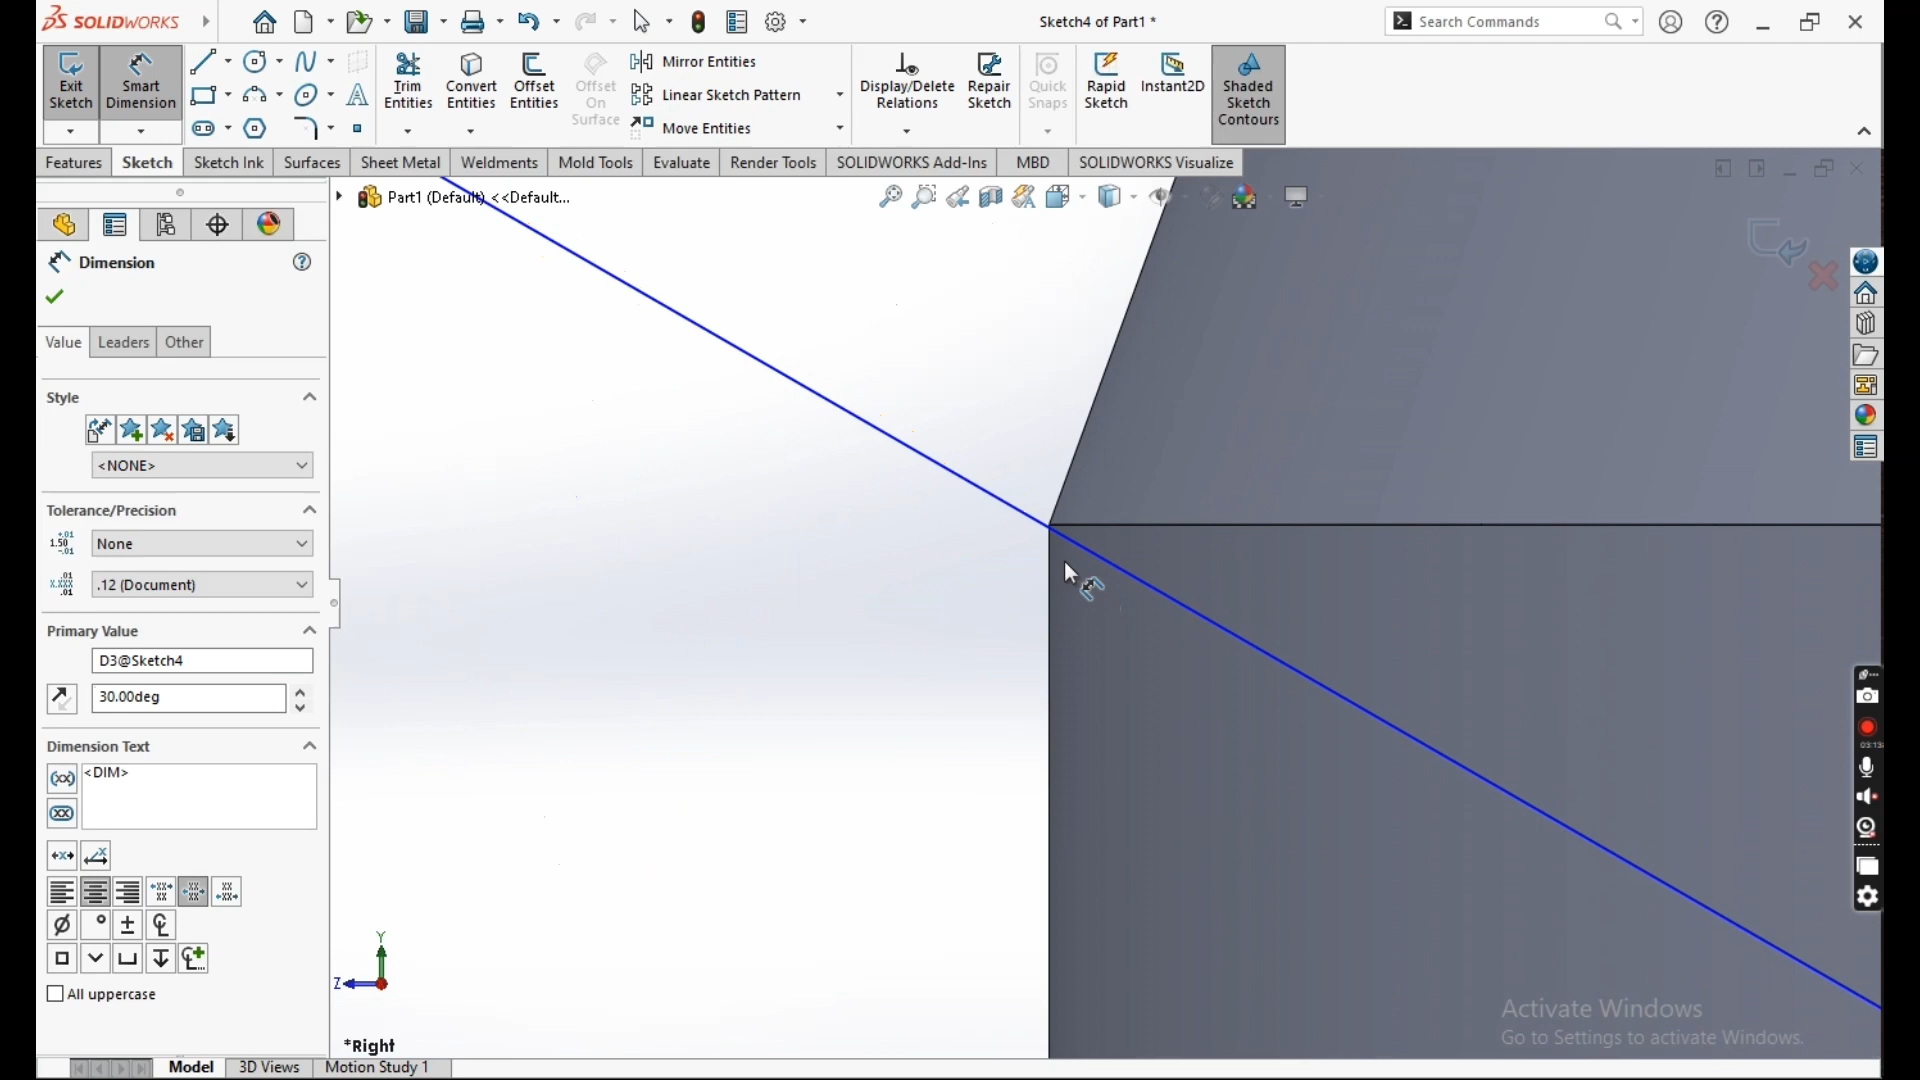 SOLIDWORKS
Sketch4 of Part1 *
Search Commands
Exit Sketch
Smart Dimension
Trim Entities
Convert Entities
Offset Entities
Offset On Surface
Mirror Entities
Linear Sketch Pattern
Move Entities
Display/Delete Relations
Repair Sketch
Quick Snaps
Rapid Sketch
Instant2D
Shaded Sketch Contours
Features
Sketch
Sketch Ink
Surfaces
Sheet Metal
Weldments
Mold Tools
Evaluate
Render Tools
SOLIDWORKS Add-Ins
MBD
SOLIDWORKS Visualize
Part1 (Default) <<Default...
Dimension
Value
Leaders
Other
Style
<NONE>
Tolerance/Precision
None
.12 (Document)
Primary Value
D3@Sketch4
30.00deg
Dimension Text
<DIM>
All uppercase
Y
Z
*Right
Activate Windows
Go to Settings to activate Windows.
Model
3D Views
Motion Study 1